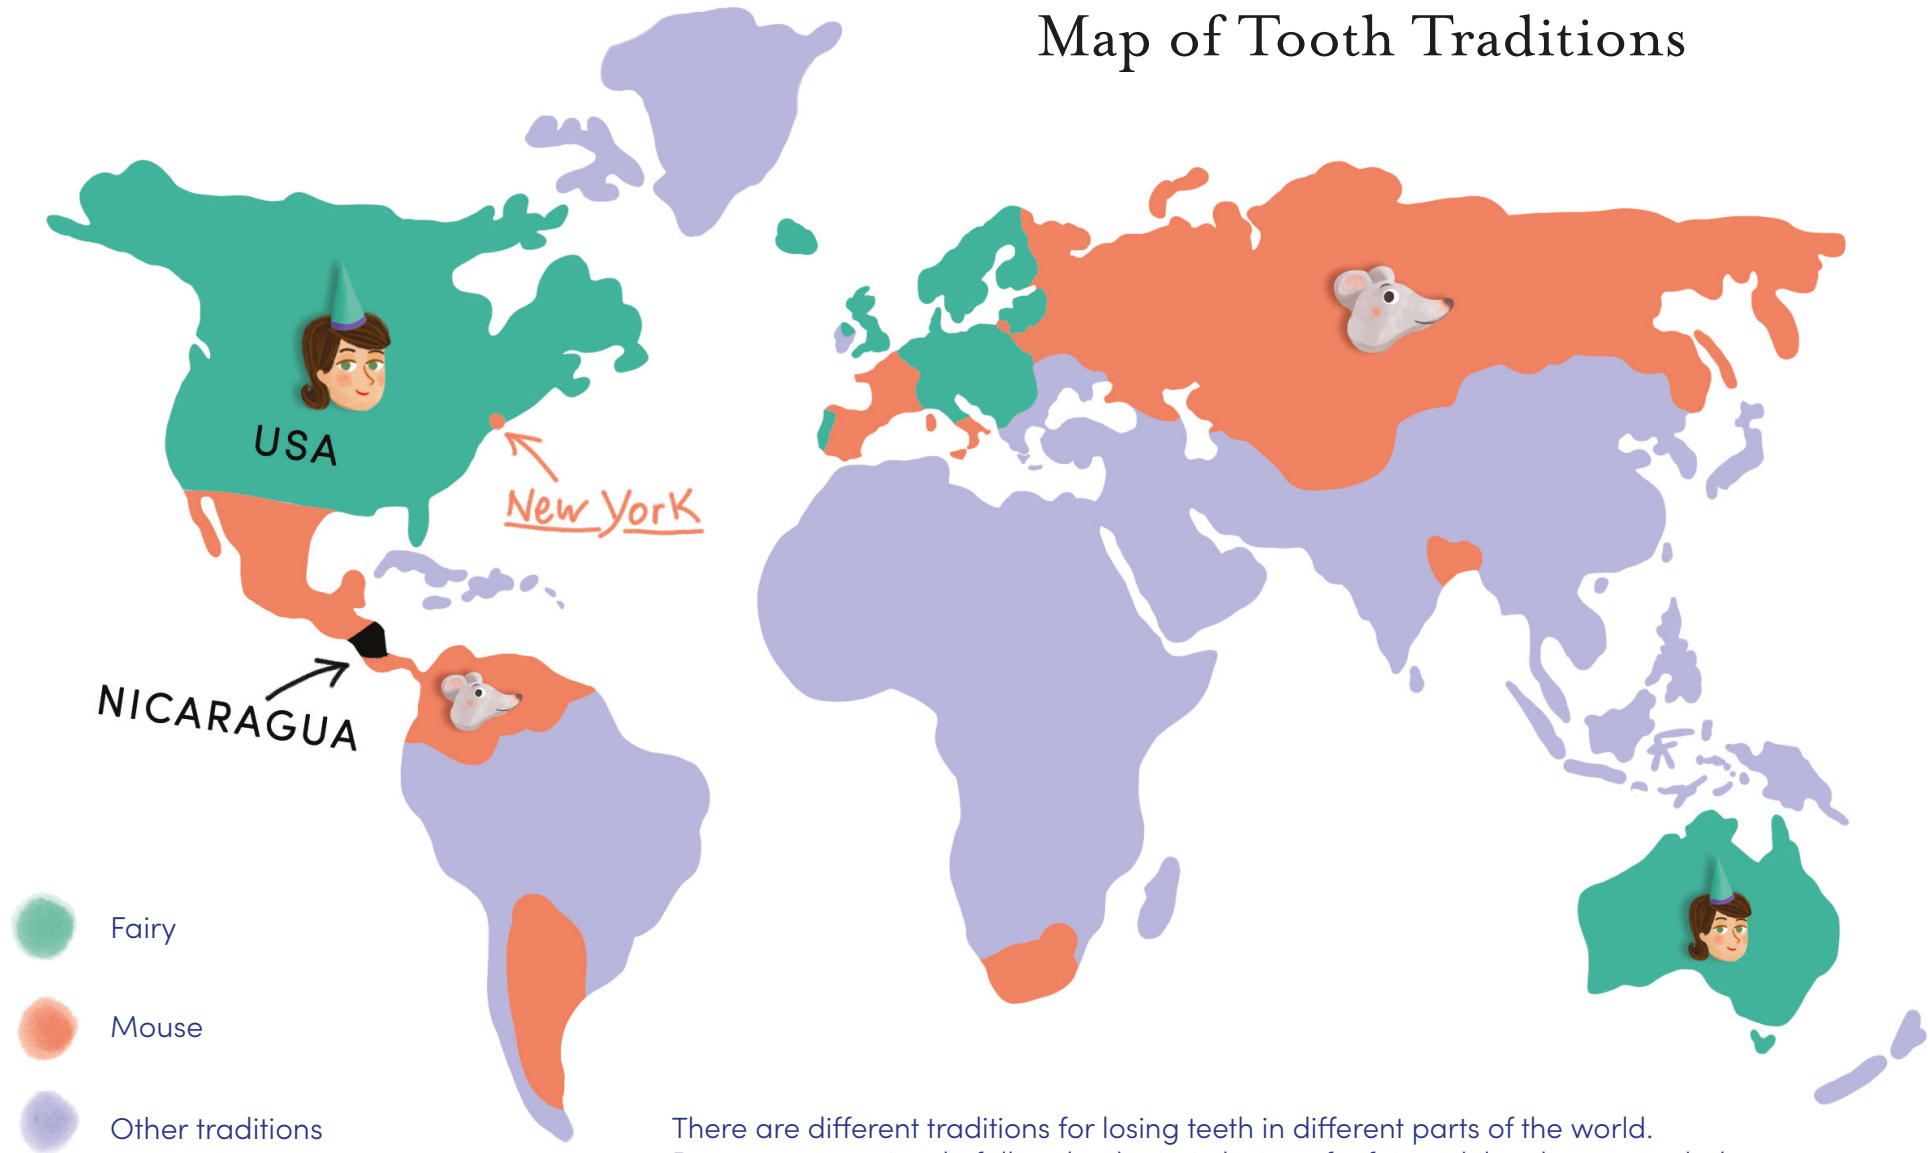 Map of Tooth Traditions
USA
New York
NICARAGUA
Fairy
Mouse
Other traditions
There are different traditions for losing teeth in different parts of the world.